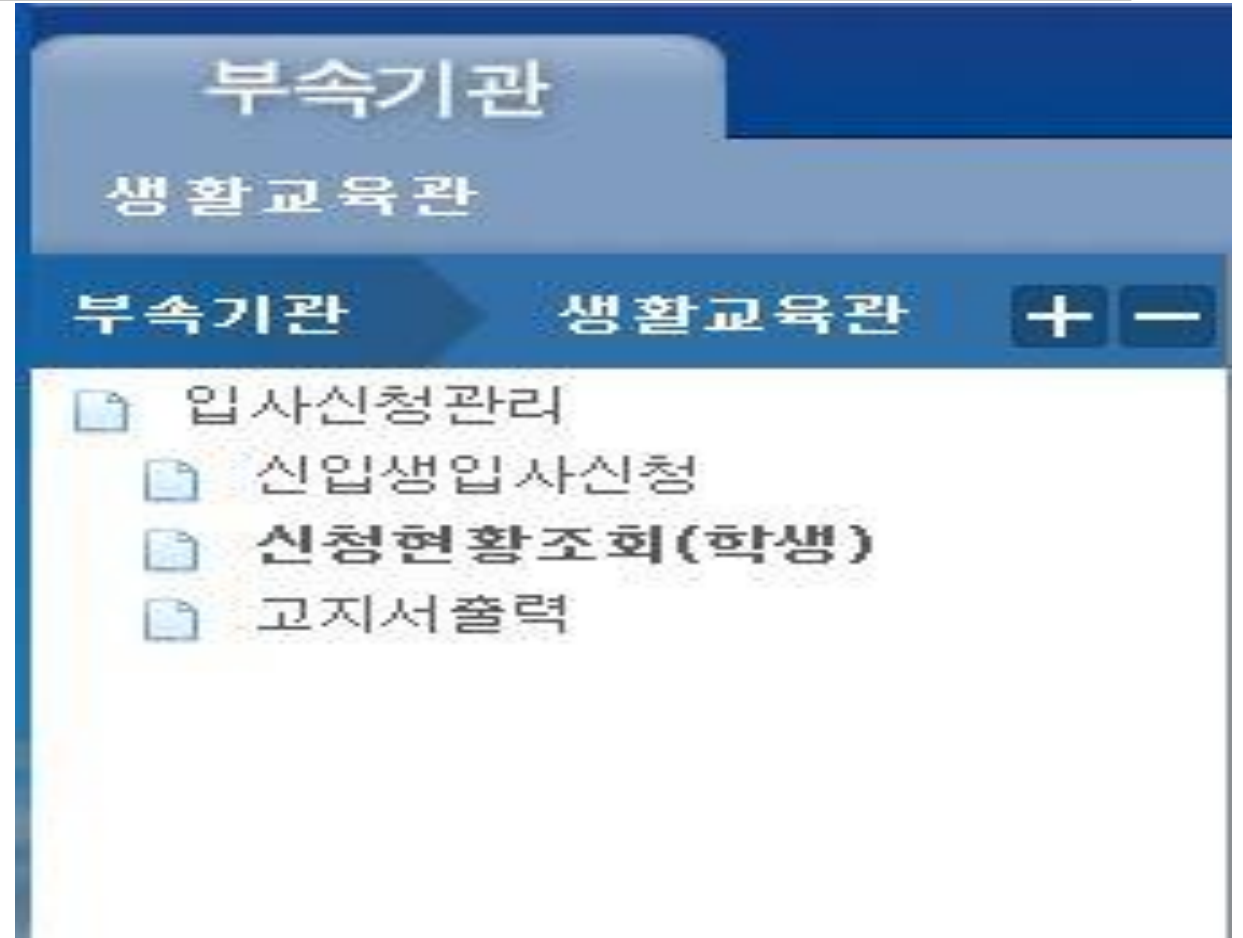 부속기관
생활교육관
부속기관 생활교육관
입사신청관리
신입생입사신청
신청현황조회(학생)
고지서출력